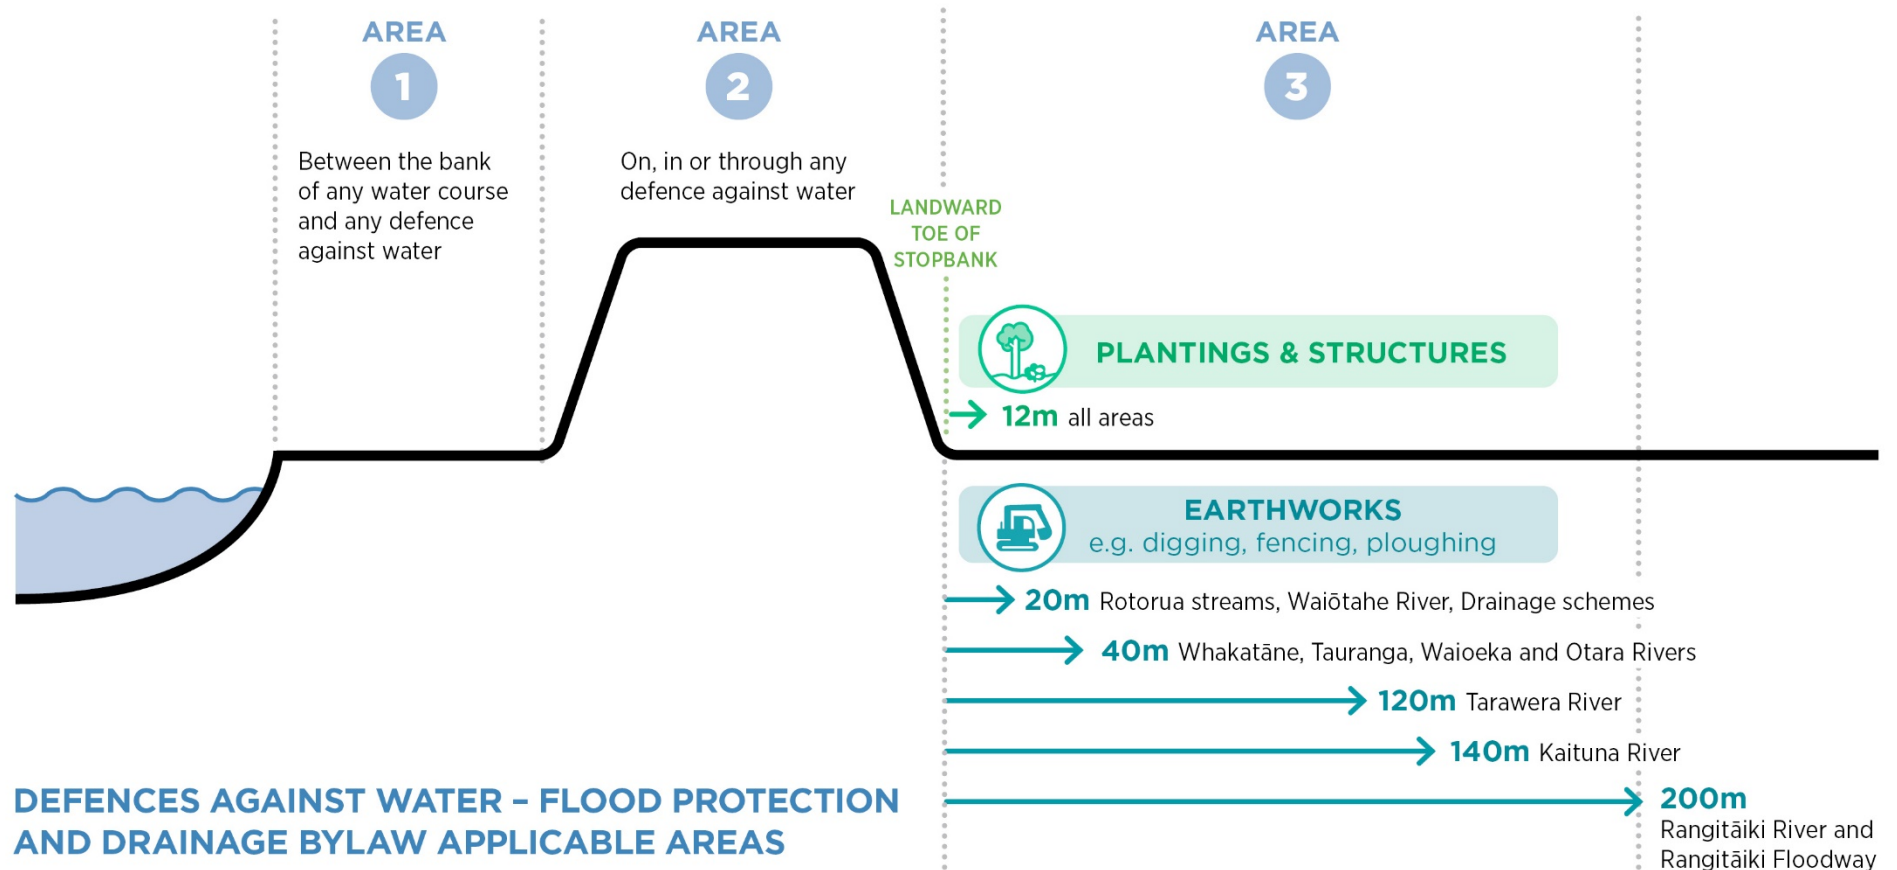 AREA
1
Between the bank
of any water course
and any defence
against water
AREA
2
On, in or through any
defence against water
LANDWARD
TOE OF
STOPBANK
AREA
3
PLANTINGS & STRUCTURES
12m all areas
EARTHWORKS
e.g. digging, fencing, ploughing
20m Rotorua streams, Waiōtahe River, Drainage schemes
40m Whakatāne, Tauranga, Waioeka and Otara Rivers
120m Tarawera River
140m Kaituna River
200m
Rangitāiki River and
Rangitāiki Floodway
DEFENCES AGAINST WATER – FLOOD PROTECTION
AND DRAINAGE BYLAW APPLICABLE AREAS